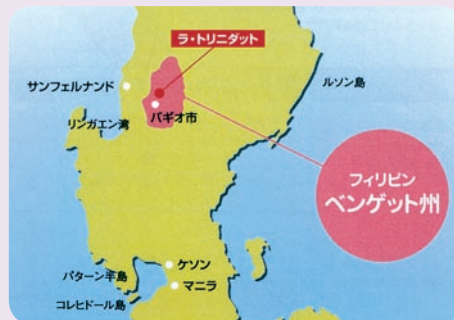 ラ・トリニダット
サンフェルナンド
ルソン島
リンガエン湾
バギオ市
フィリピン
ベンゲット州
バターン半島
ケソン
マニラ
コレヒドール島